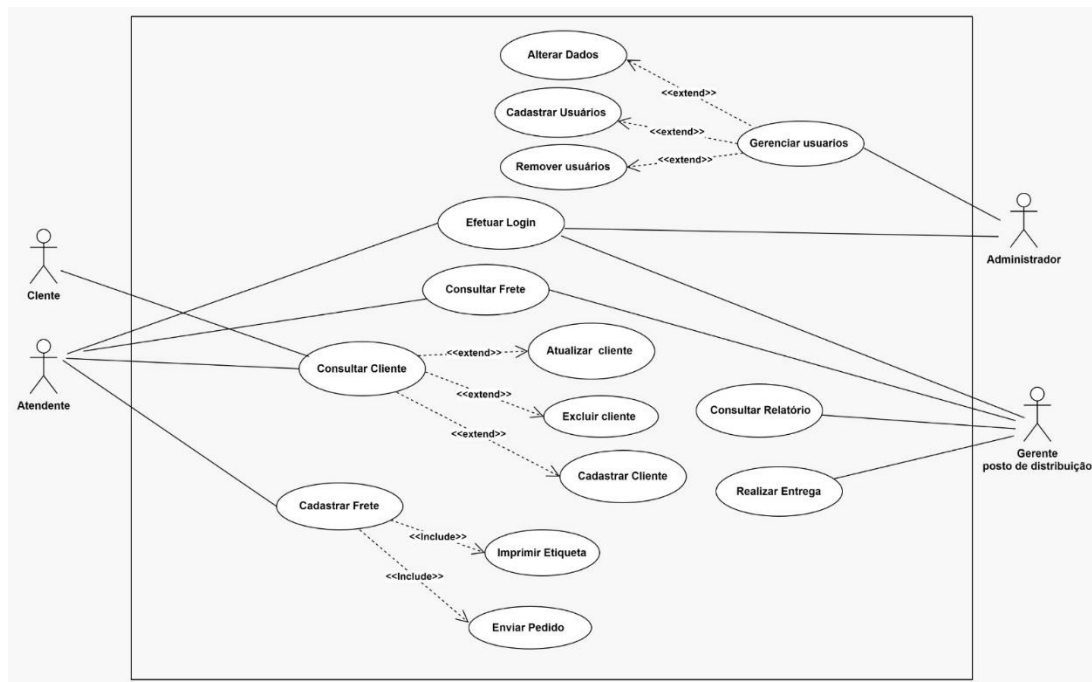 Alterar Dados
<<extend>>
Cadastrar Usuários
<<extend>>
Gerenciar usuarios
Remover usuários
<<extend>>
Efetuar Login
Administrador
Clente
Consultar Frete
Atendente
Consultar Cliente
<<extend>>
Atualizar cliente
<<extend>>
Excluir cliente
Consultar Relatório
<<extend>>
Gerente
posto de distribuição
Cadastrar Cliente
Realizar Entrega
Cadastrar Frete
<<Include>>
Imprimir Etiqueta
<<Include>>
Enviar Pedido